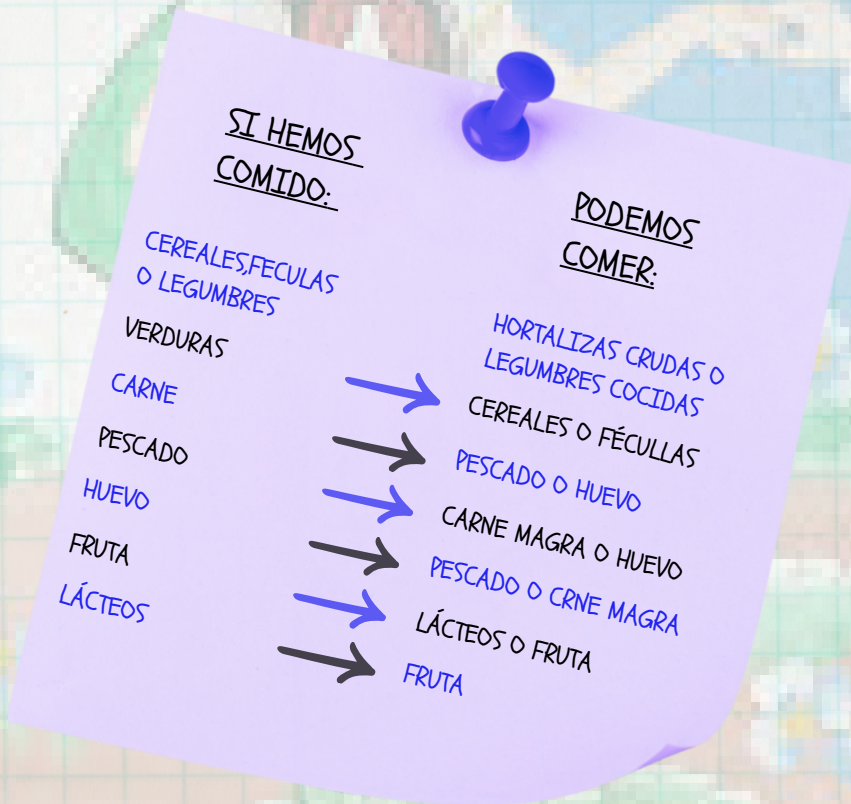 SI HEMOS
COMIDO:
CEREALES,FECULAS
O LEGUMBRES
VERDURAS
CARNE
PESCADO
HUEVO
FRUTA
LÁCTEOS
PODEMOS
COMER:
HORTALIZAS CRUDAS O
LEGUMBRES COCIDAS
CEREALES O FÉCULLAS
PESCADO O HUEVO
CARNE MAGRA O HUEVO
PESCADO O CRNE MAGRA
LÁCTEOS O FRUTA
FRUTA